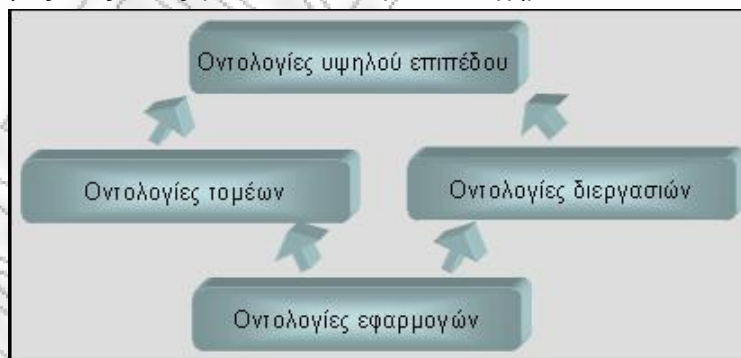 Οντολογίες υψηλού επιπέδου
Οντολογίες τομέων
Οντολογίες διεργασιών
Οντολογίες εφαρμογών